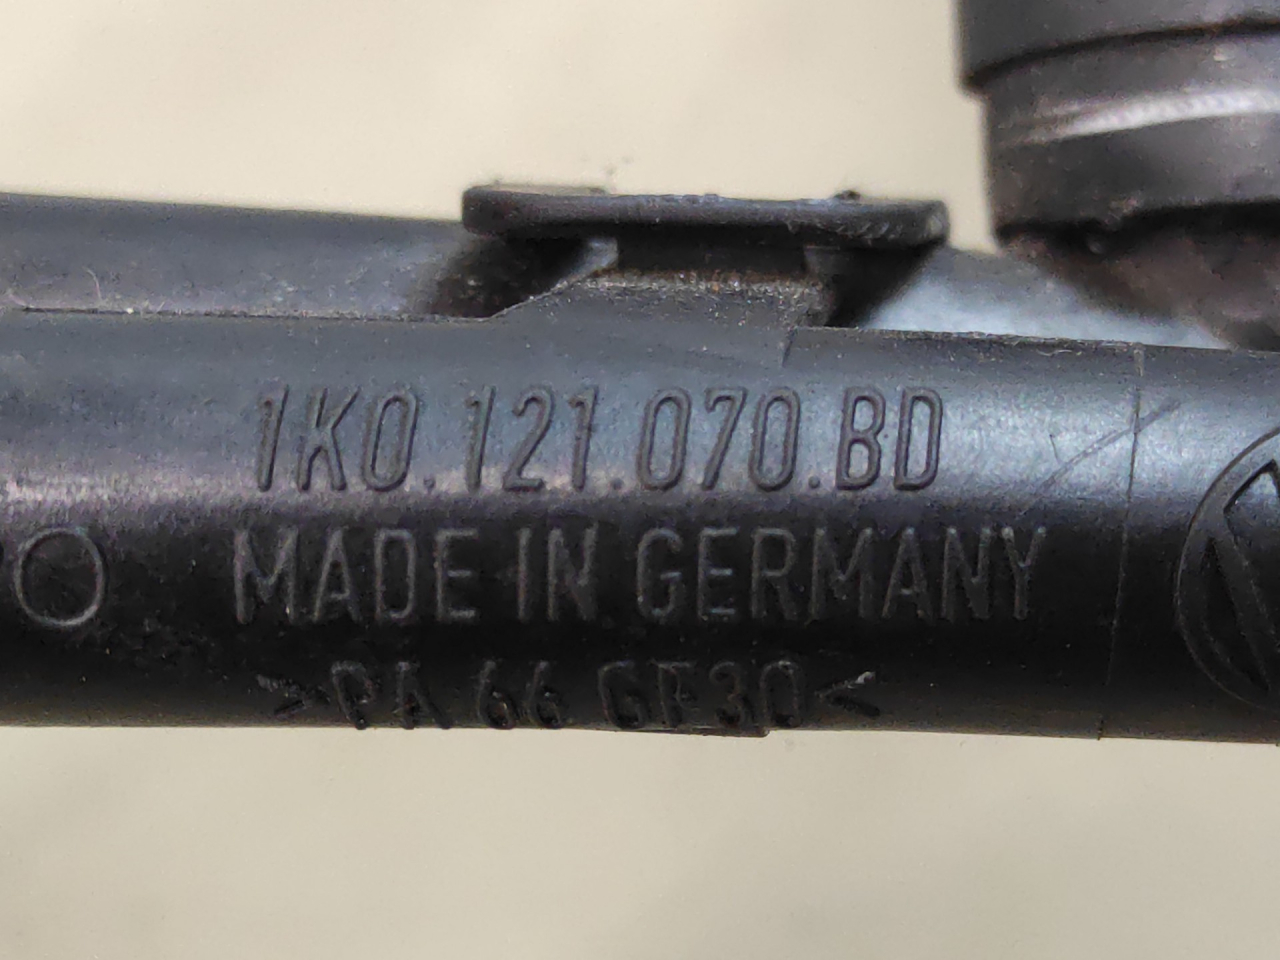 1K0.121.070.BD
O MADE IN GERMANY
>PA 66 GF30<